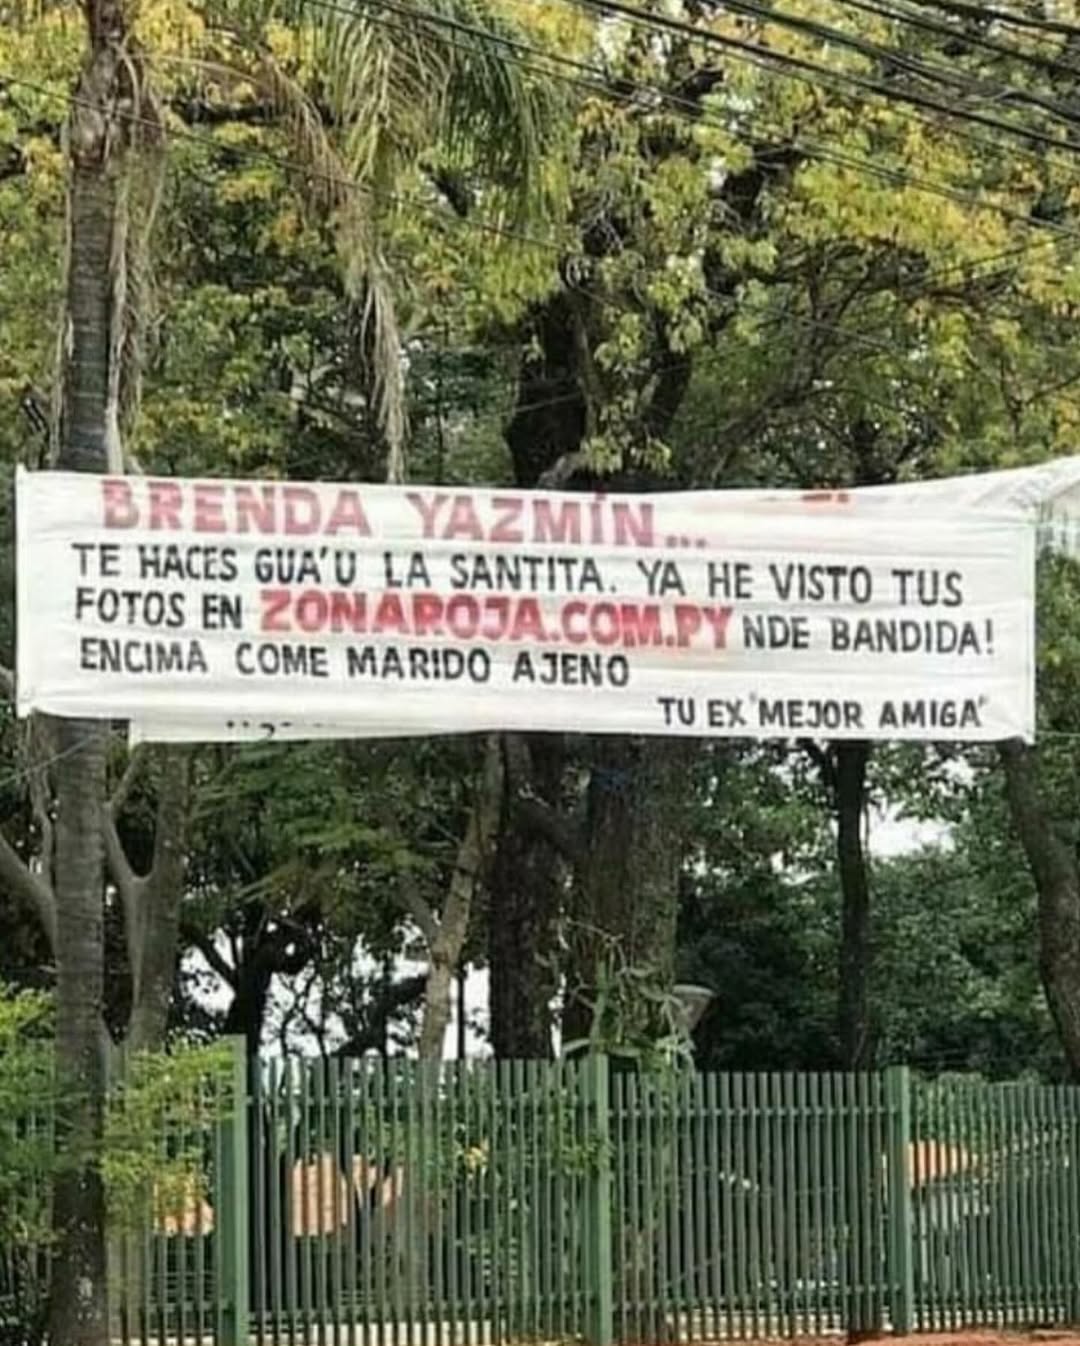 BRENDA YAZMÍN...
TE HACES GUA'U LA SANTITA. YA HE VISTO TUS
FOTOS EN ZONAROJA.COM.PY NDE BANDIDA!
ENCIMA COME MARIDO AJENO
TU EX "MEJOR AMIGA"